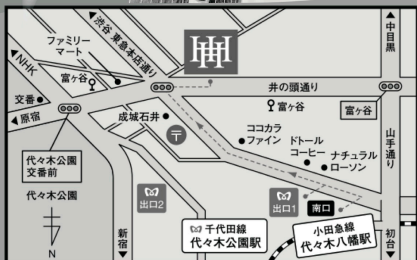 渋谷 東急本店通り
中目黒
ファミリー
マート
NHK
HH
富ヶ谷
井の頭通り
交番
富ヶ谷
富ヶ谷
原宿
成城石井
〒
ココカラ
ファイン
ドトール
コーヒー
ナチュラル
ローソン
山手通り
代々木公園
交番前
代々木公園
出口2
出口1
南口
千代田線
代々木公園駅
小田急線
代々木八幡駅
新宿
初台
N